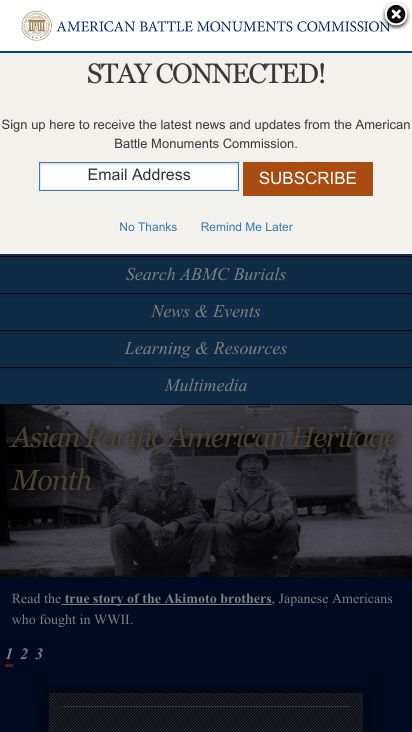 AMERICAN BATTLE MONUMENTS COMMISSION
STAY CONNECTED!
Sign up here to receive the latest news and updates from the American
Battle Monuments Commission.
Email Address
SUBSCRIBE
No Thanks
Remind Me Later
Search ABMC Burials
News & Events
Learning & Resources
Multimedia
Asian Pacific American Heritage
Month
Read the true story of the Akimoto brothers, Japanese Americans
who fought in WWII.
1 2 3